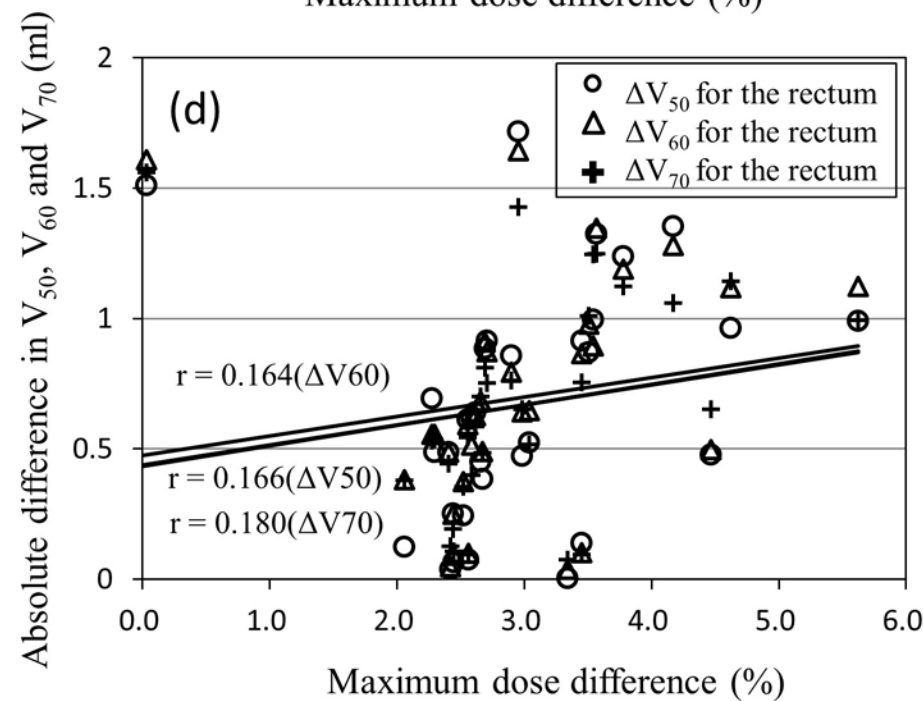 Maximum dose difference (%)
Absolute difference in V₅₀, V₆₀ and V₇₀ (ml)
2
1.5
1
0.5
0
(d)
ΔV₅₀ for the rectum
ΔV₆₀ for the rectum
ΔV₇₀ for the rectum
r = 0.164(ΔV60)
r = 0.166(ΔV50)
r = 0.180(ΔV70)
0.0 1.0 2.0 3.0 4.0 5.0 6.0
Maximum dose difference (%)